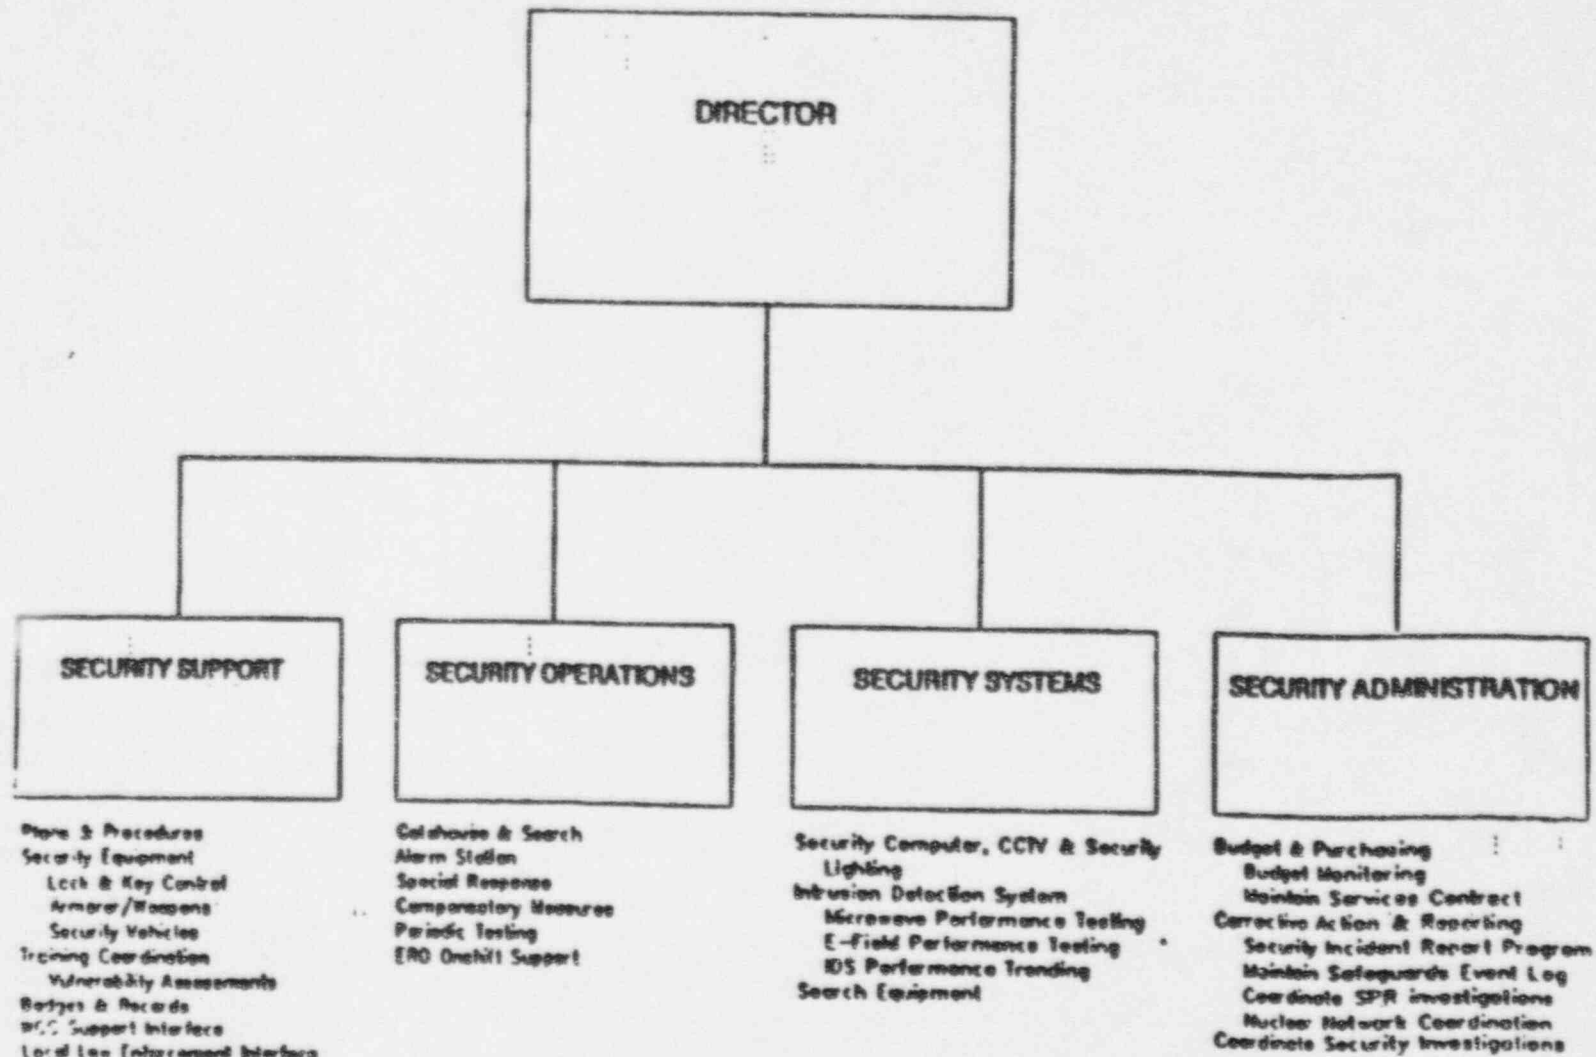 DIRECTOR
SECURITY SUPPORT
Plans & Procedures
Security Equipment
Lock & Key Control
Armorer/Weapons
Security Vehicles
Training Coordination
Vulnerability Assessments
Badges & Records
Support Interface
Local Law Enforcement Interface
SECURITY OPERATIONS
Gatehouse & Search
Alarm Station
Special Response
Compensatory Measures
Periodic Testing
ERO Onshift Support
SECURITY SYSTEMS
Security Computer, CCTV & Security
Lighting
Intrusion Detection System
Microwave Performance Testing
E-Field Performance Testing
IDS Performance Trending
Search Equipment
SECURITY ADMINISTRATION
Budget & Purchasing
Budget Monitoring
Maintain Services Contract
Corrective Action & Reporting
Security Incident Report Program
Maintain Safeguards Event Log
Coordinate SPR investigations
Nuclear Network Coordination
Coordinate Security Investigations